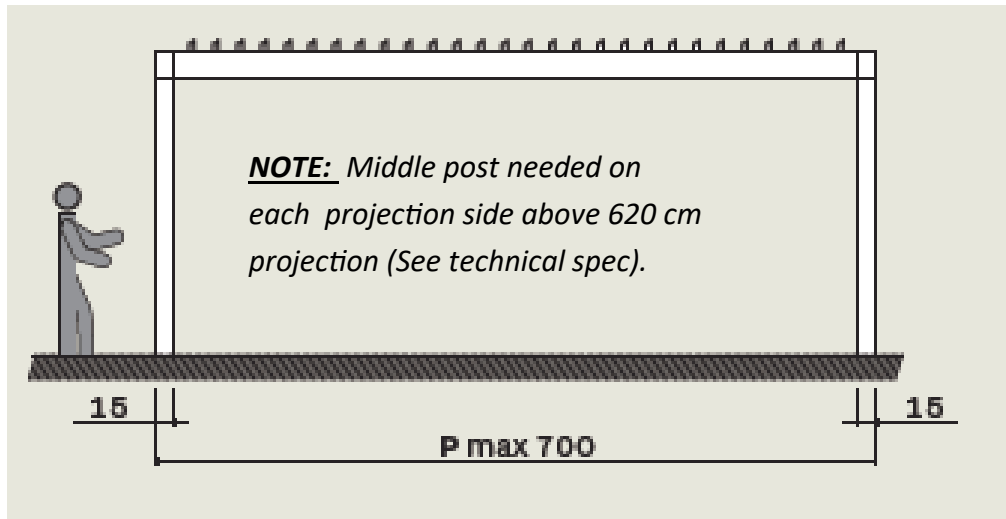 NOTE: Middle post needed on
each projection side above 620 cm
projection (See technical spec).
15
15
P max 700